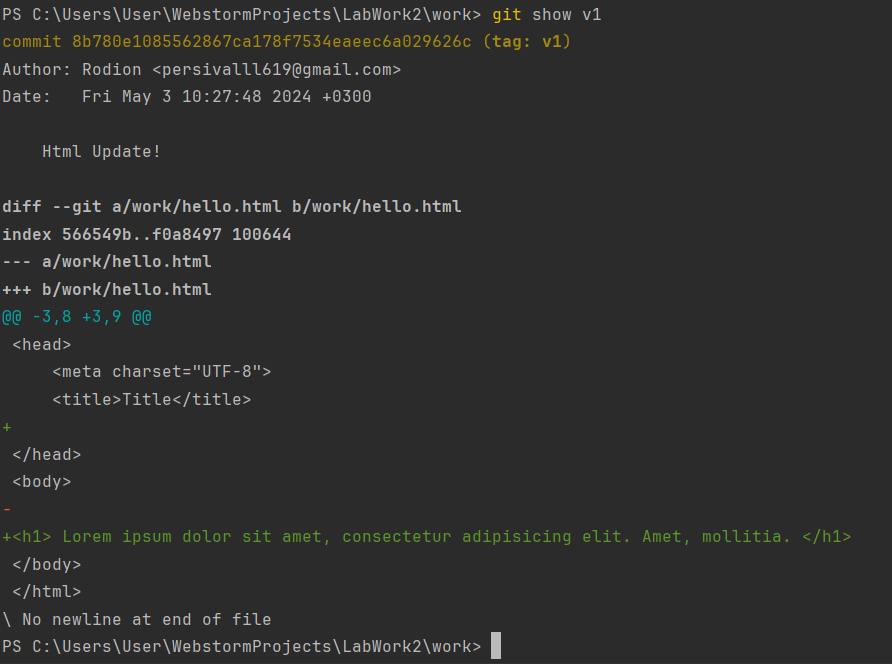 PS C:\Users\User\WebstormProjects\LabWork2\work> git show v1
commit 8b780e1085562867ca178f7534eaeec6a029626c (tag: v1)
Author: Rodion <persivalll619@gmail.com>
Date:   Fri May 3 10:27:48 2024 +0300

    Html Update!

diff --git a/work/hello.html b/work/hello.html
index 566549b..f0a8497 100644
--- a/work/hello.html
+++ b/work/hello.html
@@ -3,8 +3,9 @@
 <head>
     <meta charset="UTF-8">
     <title>Title</title>
+
 </head>
 <body>
-
+<h1> Lorem ipsum dolor sit amet, consectetur adipisicing elit. Amet, mollitia. </h1>
 </body>
 </html>
\ No newline at end of file
PS C:\Users\User\WebstormProjects\LabWork2\work>